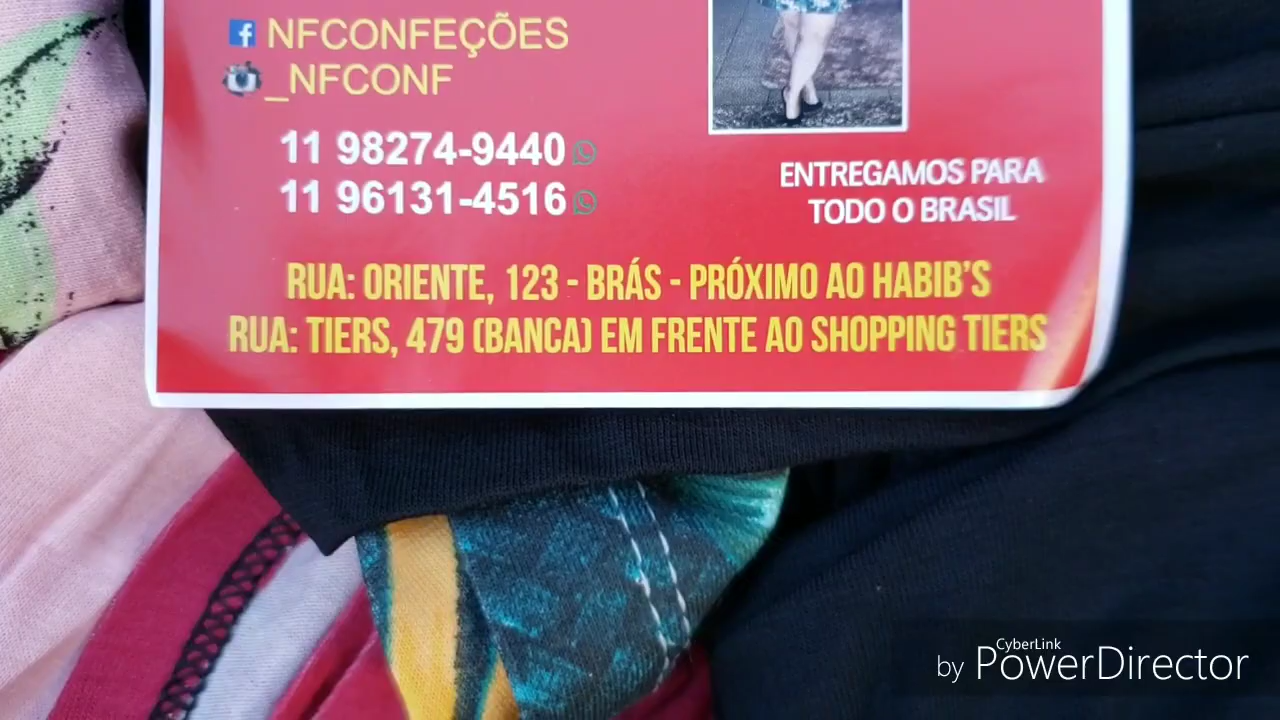 NFCONFEÇÕES
_NFCONF
11 98274-9440
11 96131-4516
ENTREGAMOS PARA
TODO O BRASIL
RUA: ORIENTE, 123 - BRÁS - PRÓXIMO AO HABIB'S
RUA: TIERS, 479 (BANCA) EM FRENTE AO SHOPPING TIERS
by CyberLink PowerDirector